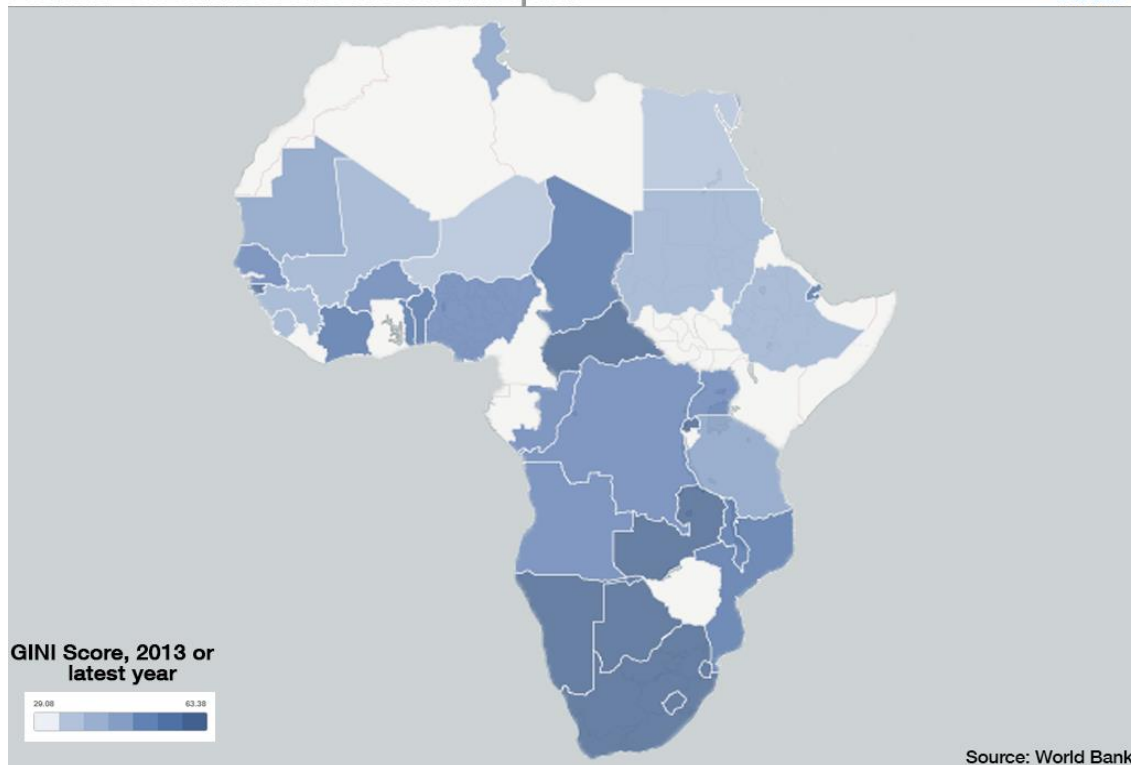 GINI Score, 2013 or
latest year
29.08
63.38
Source: World Bank